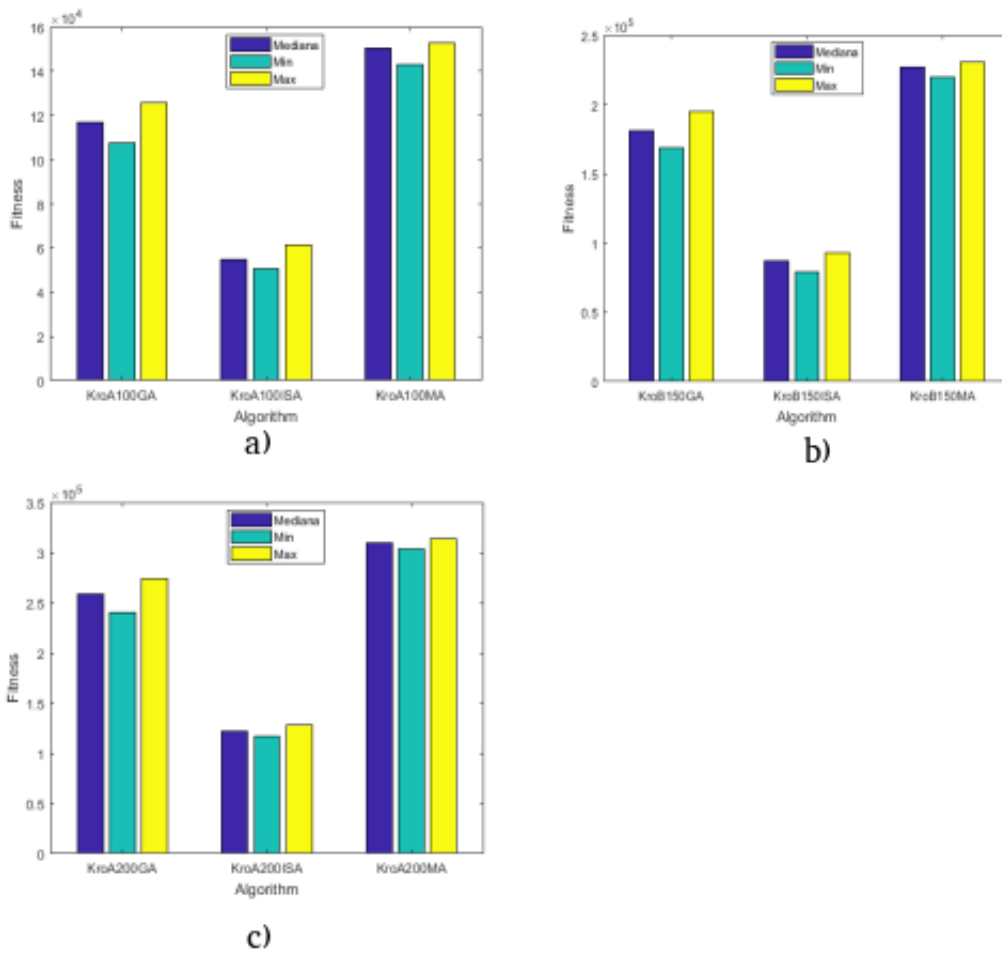 × 10^4
16
14
12
10
8
6
4
2
0
Fitness
Mediana
Min
Max
KroA100GA
KroA100ISA
KroA100MA
Algorithm
a)
× 10^5
2.5
2
1.5
1
0.5
0
Fitness
Mediana
Min
Max
KroB150GA
KroB150ISA
KroB150MA
Algorithm
b)
× 10^5
3.5
3
2.5
2
1.5
1
0.5
0
Fitness
Mediana
Min
Max
KroA200GA
KroA200ISA
KroA200MA
Algorithm
c)